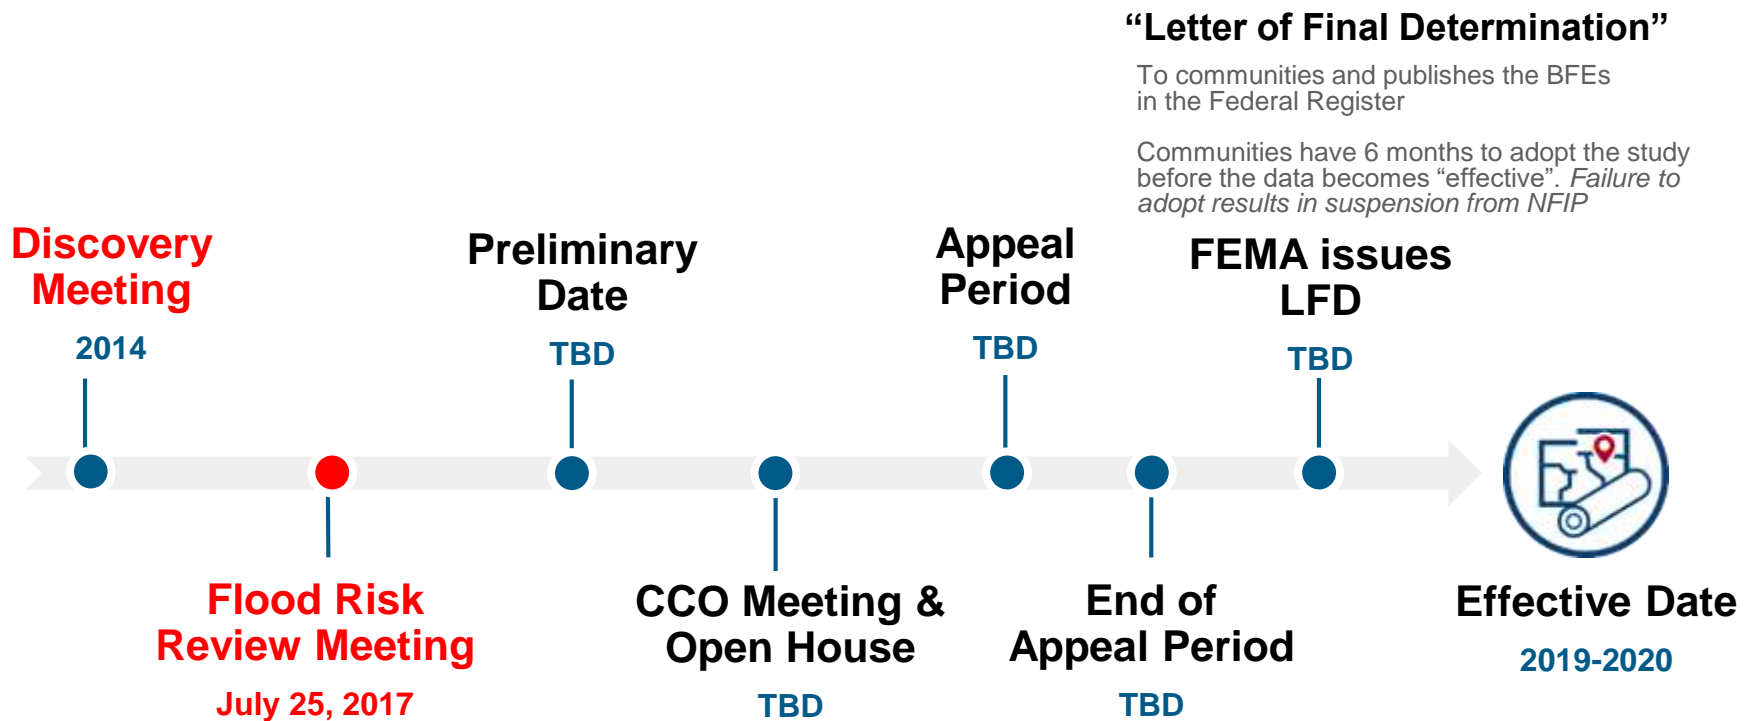 “Letter of Final Determination”
To communities and publishes the BFEs
in the Federal Register
Communities have 6 months to adopt the study
before the data becomes “effective”. Failure to
adopt results in suspension from NFIP
Discovery
Meeting
2014
Preliminary
Date
TBD
Appeal
Period
TBD
FEMA issues
LFD
TBD
Flood Risk
Review Meeting
July 25, 2017
CCO Meeting &
Open House
TBD
End of
Appeal Period
TBD
Effective Date
2019-2020